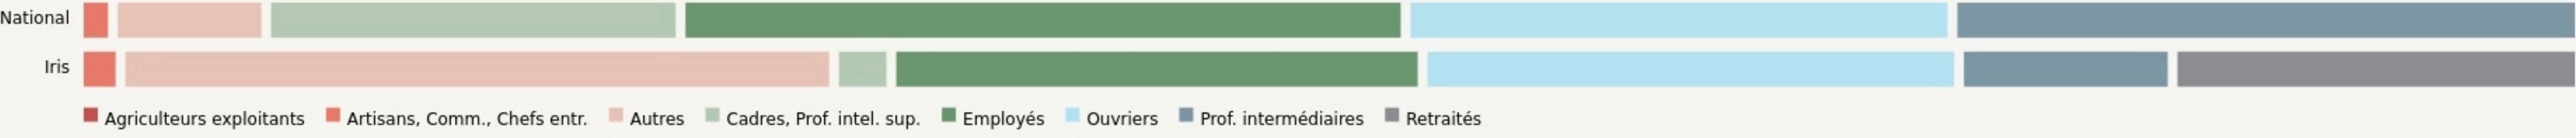 National
Iris
Agriculteurs exploitants Artisans, Comm., Chefs entr. Autres Cadres, Prof. intel. sup. Employés Ouvriers Prof. intermédiaires Retraités